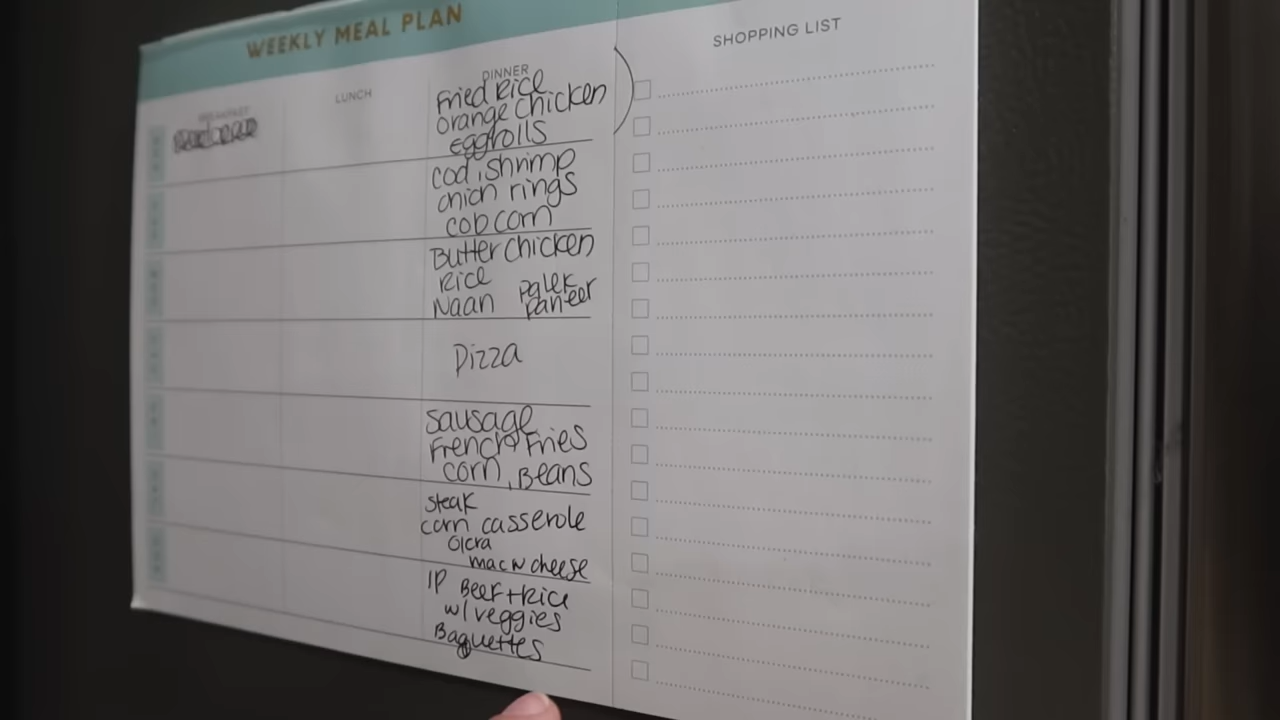 WEEKLY MEAL PLAN
SHOPPING LIST
BREAKFAST
LUNCH
DINNER
Fried Rice
Orange Chicken
eggrolls
cod, shrimp
onion rings
cob corn
Butter Chicken
Rice
Naan
Palek
Paneer
Pizza
Sausage
French Fries
corn, Beans
Steak
corn casserole
Okra
mac n cheese
IP Beef + Rice
w/ veggies
Baguettes